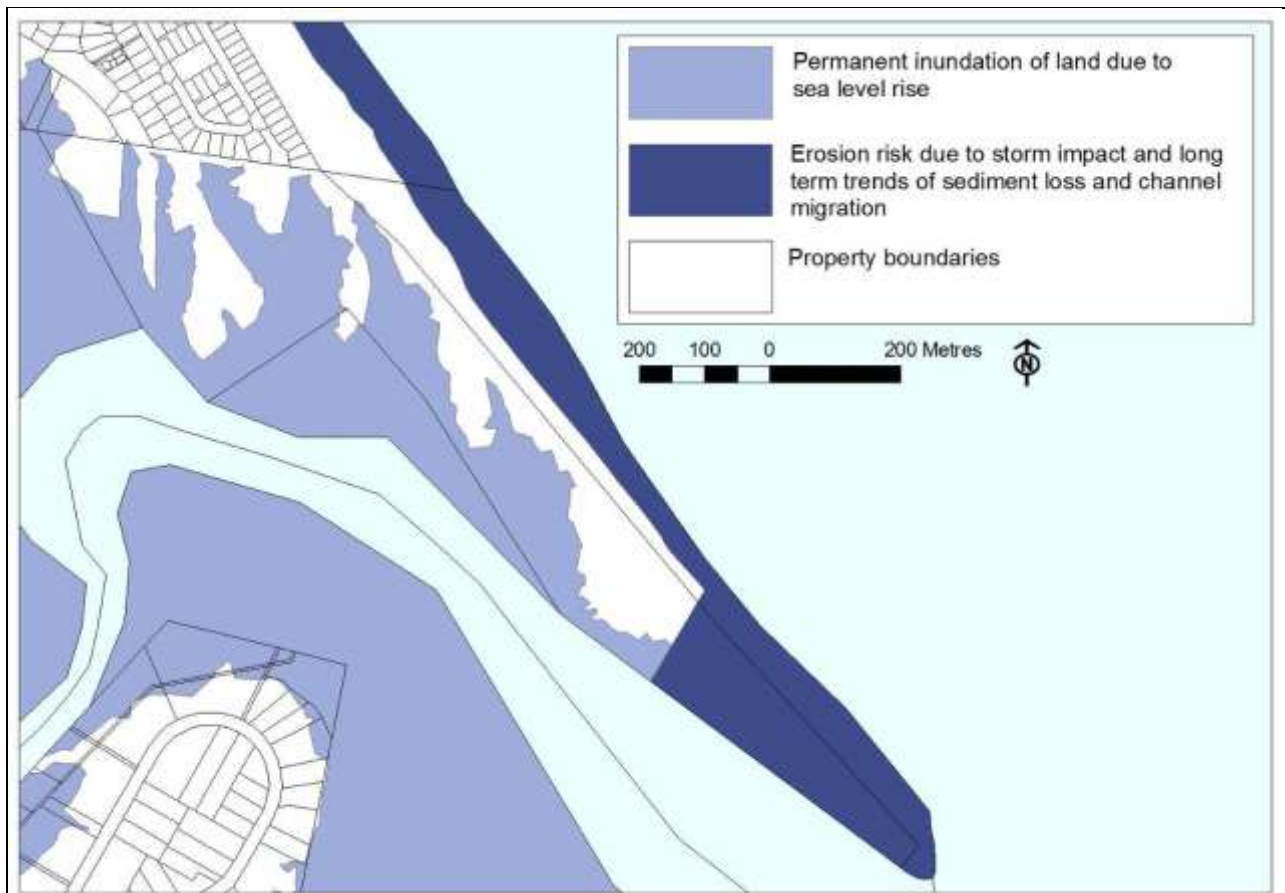 Permanent inundation of land due to
sea level rise
Erosion risk due to storm impact and long
term trends of sediment loss and channel
migration
Property boundaries
200 100 0 200 Metres
N